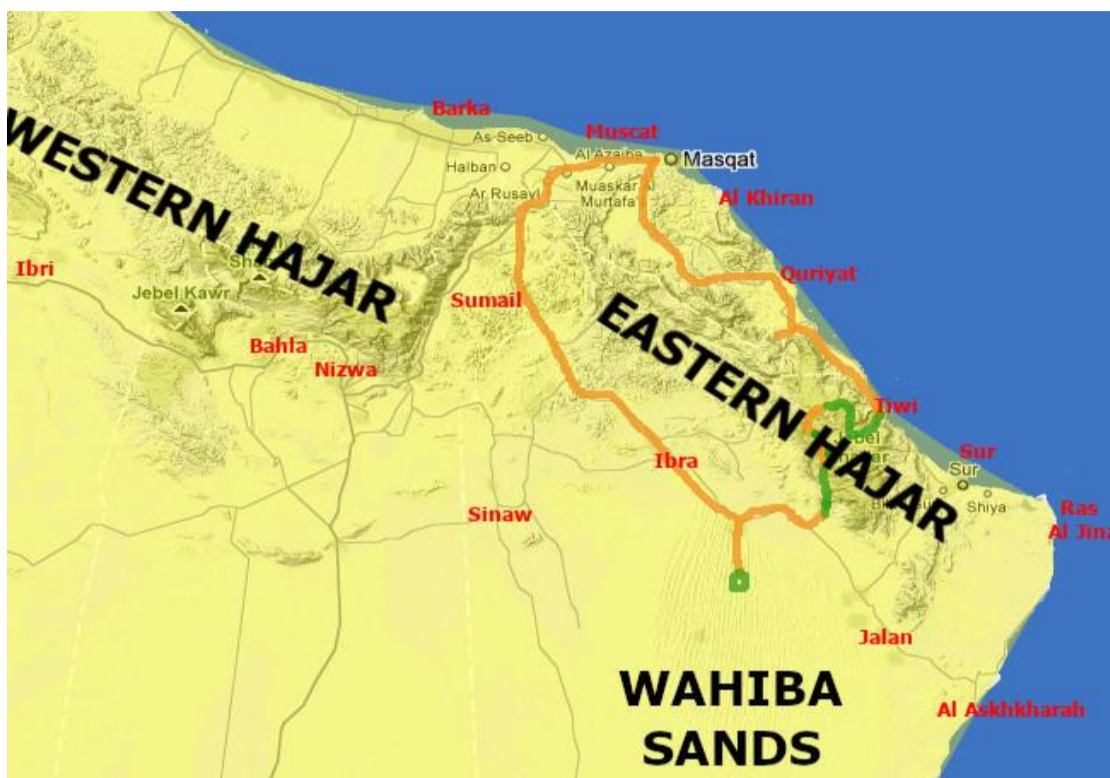 Barka
As Seeb
Muscat
Al Azaiba
Masqat
Halban
Ar Rusayl
Muaskar Al
Murtafa
Al Khiran
WESTERN HAJAR
Ibri
Quriyat
Jebel Kawr
Sumail
EASTERN HAJAR
Bahla
Nizwa
Tiwi
Ibra
Sur
Sur
Shiya
Sinaw
Ras
Al Jinz
Jalan
WAHIBA
SANDS
Al Askhkharah